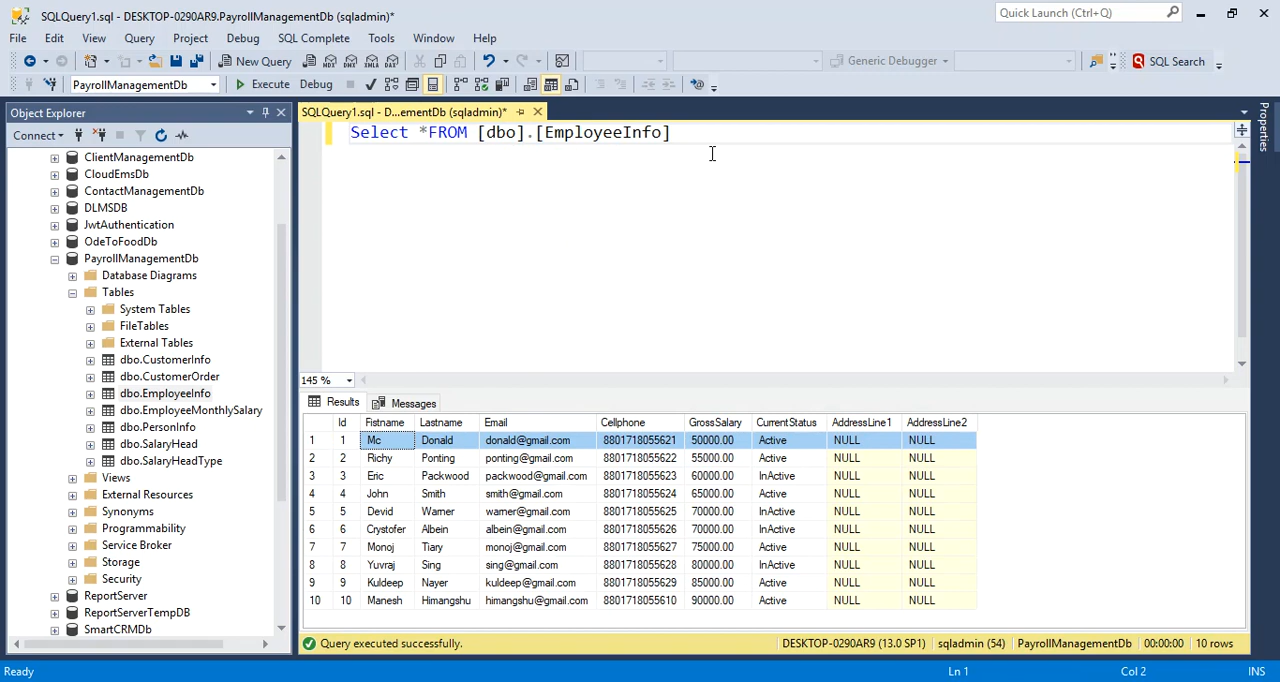 SQLQuery1.sql - DESKTOP-0290AR9.PayrollManagementDb (sqladmin)*
Quick Launch (Ctrl+Q)
File Edit View Query Project Debug SQL Complete Tools Window Help
New Query
MDX DMX XMLA DAX
Generic Debugger
SQL Search
PayrollManagementDb
Execute Debug
Object Explorer
SQLQuery1.sql - D...ementDb (sqladmin)*
Properties
Connect
Select *FROM [dbo].[EmployeeInfo]
ClientManagementDb
CloudEmsDb
ContactManagementDb
DLMSDB
JwtAuthentication
OdeToFoodDb
PayrollManagementDb
Database Diagrams
Tables
System Tables
FileTables
External Tables
dbo.CustomerInfo
dbo.CustomerOrder
dbo.EmployeeInfo
dbo.EmployeeMonthlySalary
dbo.PersonInfo
dbo.SalaryHead
dbo.SalaryHeadType
Views
External Resources
Synonyms
Programmability
Service Broker
Storage
Security
ReportServer
ReportServerTempDB
SmartCRMDb
145 %
Results Messages
Id Fistname Lastname Email Cellphone GrossSalary CurrentStatus AddressLine1 AddressLine2
1 1 Mc Donald donald@gmail.com 8801718055621 50000.00 Active NULL NULL
2 2 Richy Ponting ponting@gmail.com 8801718055622 55000.00 Active NULL NULL
3 3 Eric Packwood packwood@gmail.com 8801718055623 60000.00 InActive NULL NULL
4 4 John Smith smith@gmail.com 8801718055624 65000.00 Active NULL NULL
5 5 Devid Warner warner@gmail.com 8801718055625 70000.00 InActive NULL NULL
6 6 Crystofer Albein albein@gmail.com 8801718055626 70000.00 InActive NULL NULL
7 7 Monoj Tiary monoj@gmail.com 8801718055627 75000.00 Active NULL NULL
8 8 Yuvraj Sing sing@gmail.com 8801718055628 80000.00 InActive NULL NULL
9 9 Kuldeep Nayer kuldeep@gmail.com 8801718055629 85000.00 Active NULL NULL
10 10 Manesh Himangshu himangshu@gmail.com 8801718055610 90000.00 Active NULL NULL
Query executed successfully.
DESKTOP-0290AR9 (13.0 SP1) sqladmin (54) PayrollManagementDb 00:00:00 10 rows
Ready
Ln 1 Col 2 INS